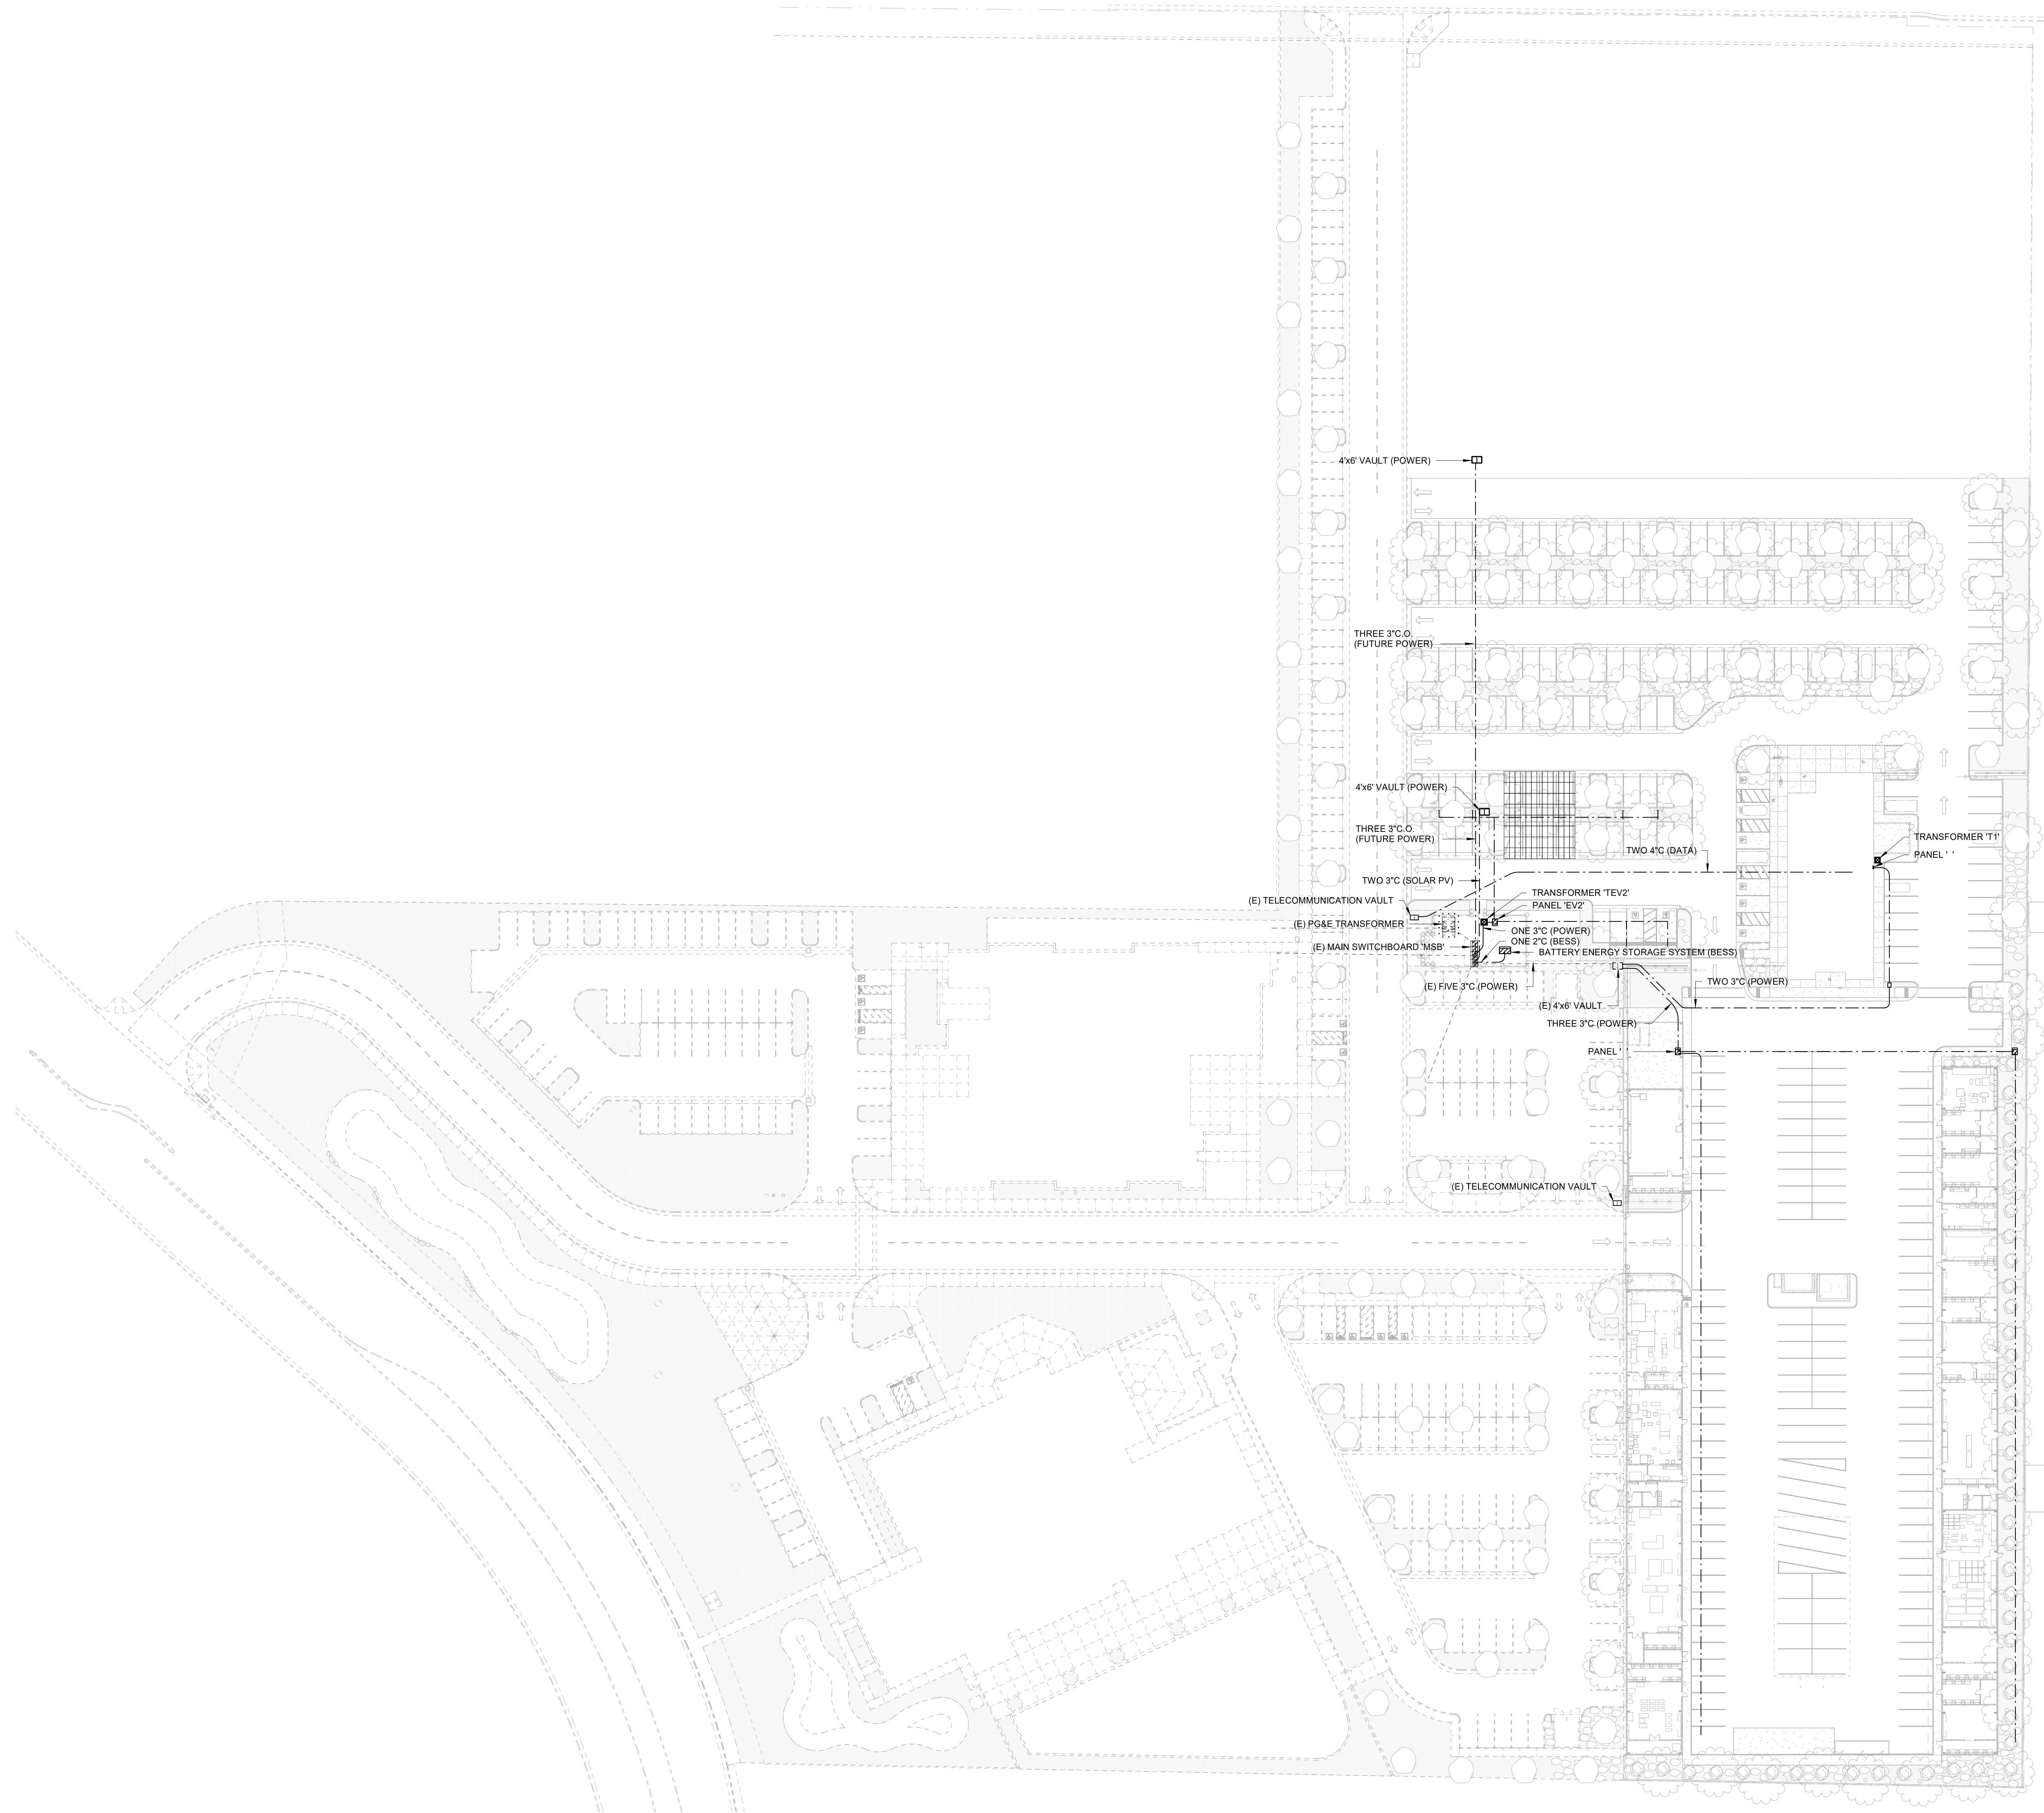 4'x6' VAULT (POWER)
THREE 3"C.O.
(FUTURE POWER)
4'x6' VAULT (POWER)
THREE 3"C.O.
(FUTURE POWER)
TRANSFORMER 'T1'
TWO 4"C (DATA)
PANEL ' '
TWO 3"C (SOLAR PV)
TRANSFORMER 'TEV2'
(E) TELECOMMUNICATION VAULT
PANEL 'EV2'
(E) PG&E TRANSFORMER
ONE 3"C (POWER)
ONE 2"C (BESS)
(E) MAIN SWITCHBOARD 'MSB'
BATTERY ENERGY STORAGE SYSTEM (BESS)
TWO 3"C (POWER)
(E) FIVE 3"C (POWER)
(E) 4'x6' VAULT
THREE 3"C (POWER)
PANEL ' '
(E) TELECOMMUNICATION VAULT